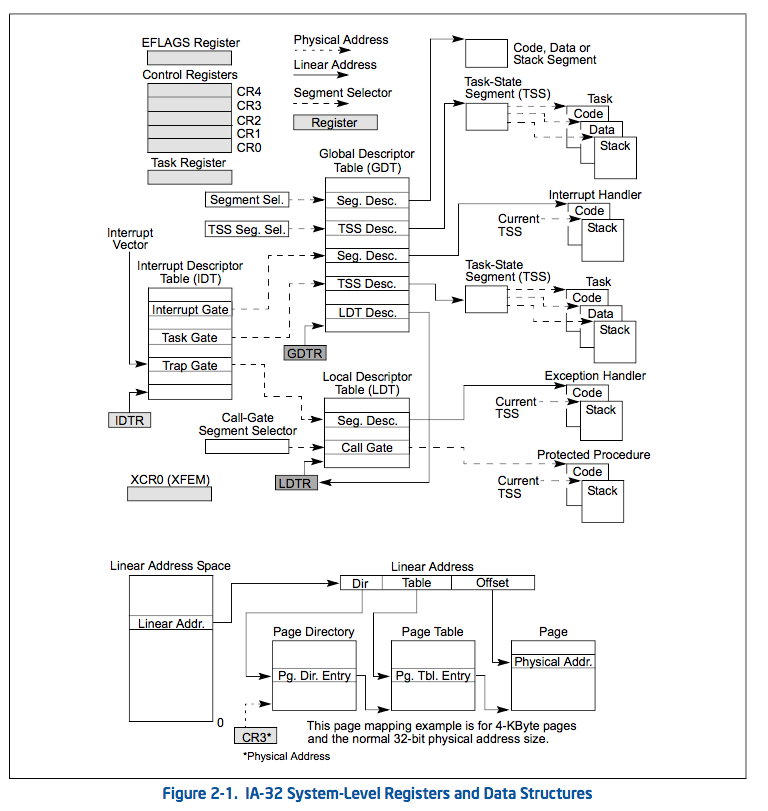 EFLAGS Register
Control Registers
CR4
CR3
CR2
CR1
CR0
Task Register
Physical Address
Linear Address
Segment Selector
Register
Global Descriptor
Table (GDT)
Segment Sel.
TSS Seg. Sel.
Seg. Desc.
TSS Desc.
Seg. Desc.
TSS Desc.
LDT Desc.
GDTR
Code, Data or
Stack Segment
Task-State
Segment (TSS)
Task
Code
Data
Stack
Interrupt Handler
Code
Current
TSS
Stack
Task-State
Segment (TSS)
Task
Code
Data
Stack
Interrupt
Vector
Interrupt Descriptor
Table (IDT)
Interrupt Gate
Task Gate
Trap Gate
IDTR
Local Descriptor
Table (LDT)
Call-Gate
Segment Selector
Seg. Desc.
Call Gate
LDTR
Exception Handler
Code
Current
TSS
Stack
Protected Procedure
Code
Current
TSS
Stack
XCR0 (XFEM)
Linear Address Space
Linear Addr.
0
Linear Address
Dir
Table
Offset
Page Directory
Pg. Dir. Entry
Page Table
Pg. Tbl. Entry
Page
Physical Addr.
CR3*
*Physical Address
This page mapping example is for 4-KByte pages
and the normal 32-bit physical address size.
Figure 2-1. IA-32 System-Level Registers and Data Structures